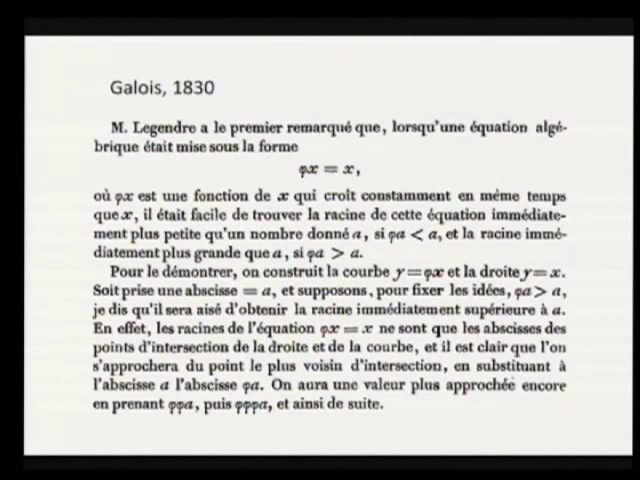 Galois, 1830
M. Legendre a le premier remarqué que, lorsqu'une équation algé-
brique était mise sous la forme
φx = x,
où φx est une fonction de x qui croît constamment en même temps
que x, il était facile de trouver la racine de cette équation immédiate-
ment plus petite qu'un nombre donné a, si φa < a, et la racine immé-
diatement plus grande que a, si φa > a.
Pour le démontrer, on construit la courbe y = φx et la droite y = x.
Soit prise une abscisse = a, et supposons, pour fixer les idées, φa > a,
je dis qu'il sera aisé d'obtenir la racine immédiatement supérieure à a.
En effet, les racines de l'équation φx = x ne sont que les abscisses des
points d'intersection de la droite et de la courbe, et il est clair que l'on
s'approchera du point le plus voisin d'intersection, en substituant à
l'abscisse a l'abscisse φa. On aura une valeur plus approchée encore
en prenant φφa, puis φφφa, et ainsi de suite.